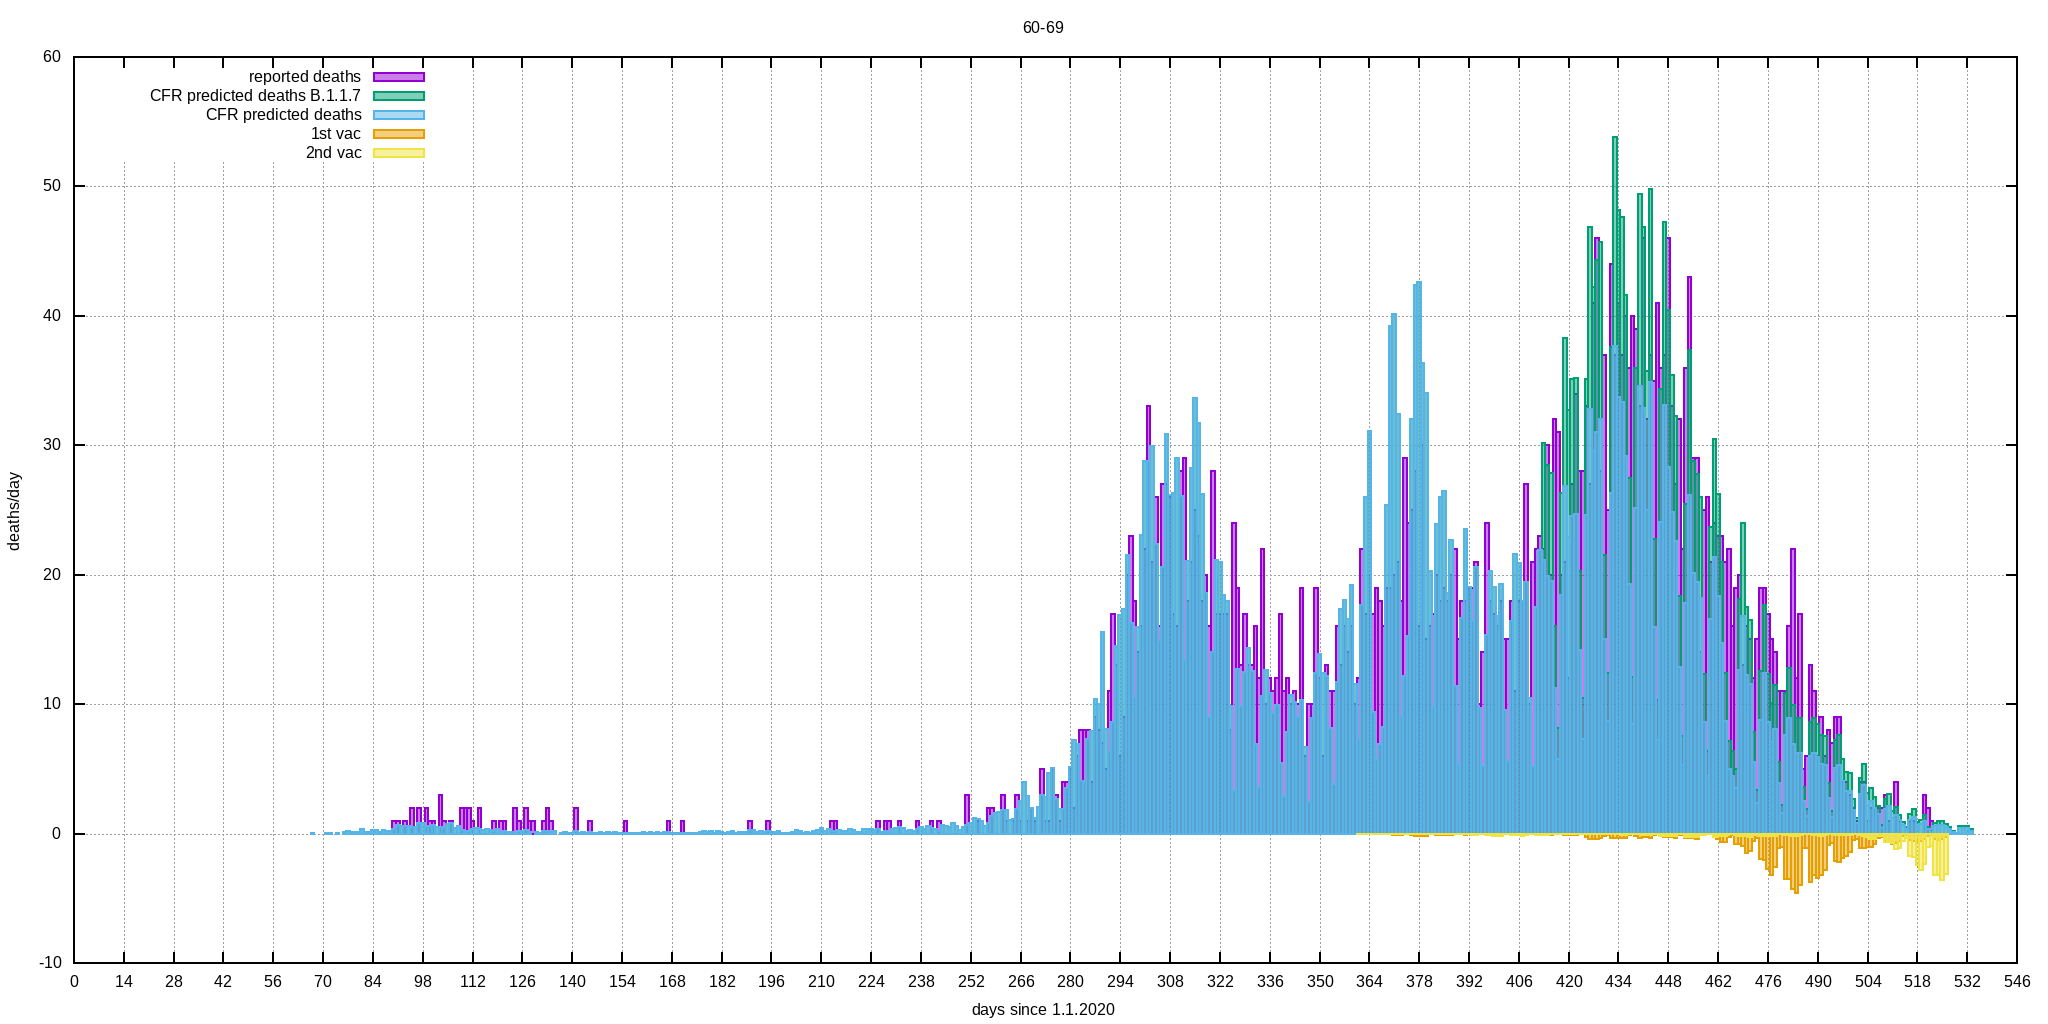 60-69
60
reported deaths
CFR predicted deaths B.1.1.7
CFR predicted deaths
1st vac
2nd vac
50
40
30
20
10
0
-10
deaths/day
0 14 28 42 56 70 84 98 112 126 140 154 168 182 196 210 224 238 252 266 280 294 308 322 336 350 364 378 392 406 420 434 448 462 476 490 504 518 532 546
days since 1.1.2020